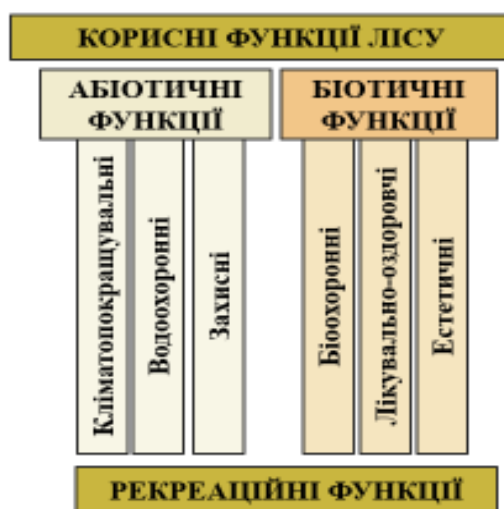 КОРИСНІ ФУНКЦІЇ ЛІСУ
АБІОТИЧНІ
ФУНКЦІЇ
БІОТИЧНІ
ФУНКЦІЇ
Кліматопокращувальні
Водоохоронні
Захисні
Біоохоронні
Лікувально-оздоровчі
Естетичні
РЕКРЕАЦІЙНІ ФУНКЦІЇ